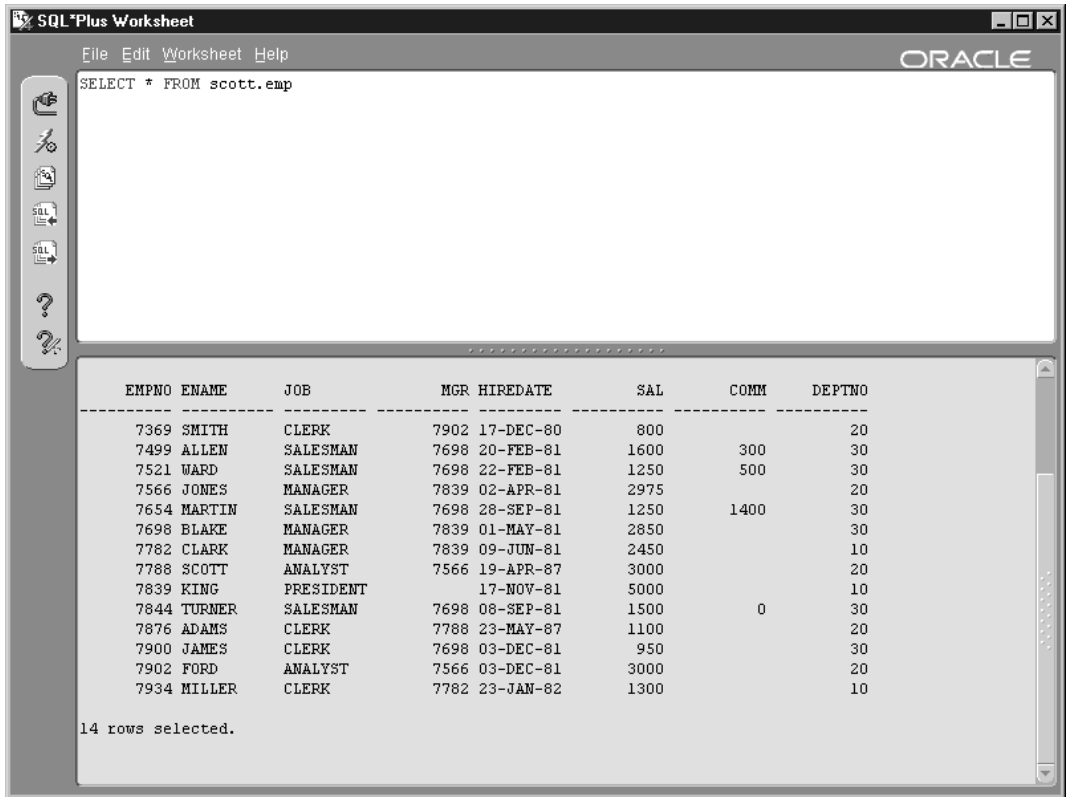 SQL*Plus Worksheet
File Edit Worksheet Help
ORACLE
SELECT * FROM scott.emp
SQL
SQL
EMPNO ENAME JOB MGR HIREDATE SAL COMM DEPTNO
---------- ---------- --------- ---------- --------- ---------- ---------- ----------
7369 SMITH CLERK 7902 17-DEC-80 800 20
7499 ALLEN SALESMAN 7698 20-FEB-81 1600 300 30
7521 WARD SALESMAN 7698 22-FEB-81 1250 500 30
7566 JONES MANAGER 7839 02-APR-81 2975 20
7654 MARTIN SALESMAN 7698 28-SEP-81 1250 1400 30
7698 BLAKE MANAGER 7839 01-MAY-81 2850 30
7782 CLARK MANAGER 7839 09-JUN-81 2450 10
7788 SCOTT ANALYST 7566 19-APR-87 3000 20
7839 KING PRESIDENT 17-NOV-81 5000 10
7844 TURNER SALESMAN 7698 08-SEP-81 1500 0 30
7876 ADAMS CLERK 7788 23-MAY-87 1100 20
7900 JAMES CLERK 7698 03-DEC-81 950 30
7902 FORD ANALYST 7566 03-DEC-81 3000 20
7934 MILLER CLERK 7782 23-JAN-82 1300 10
14 rows selected.